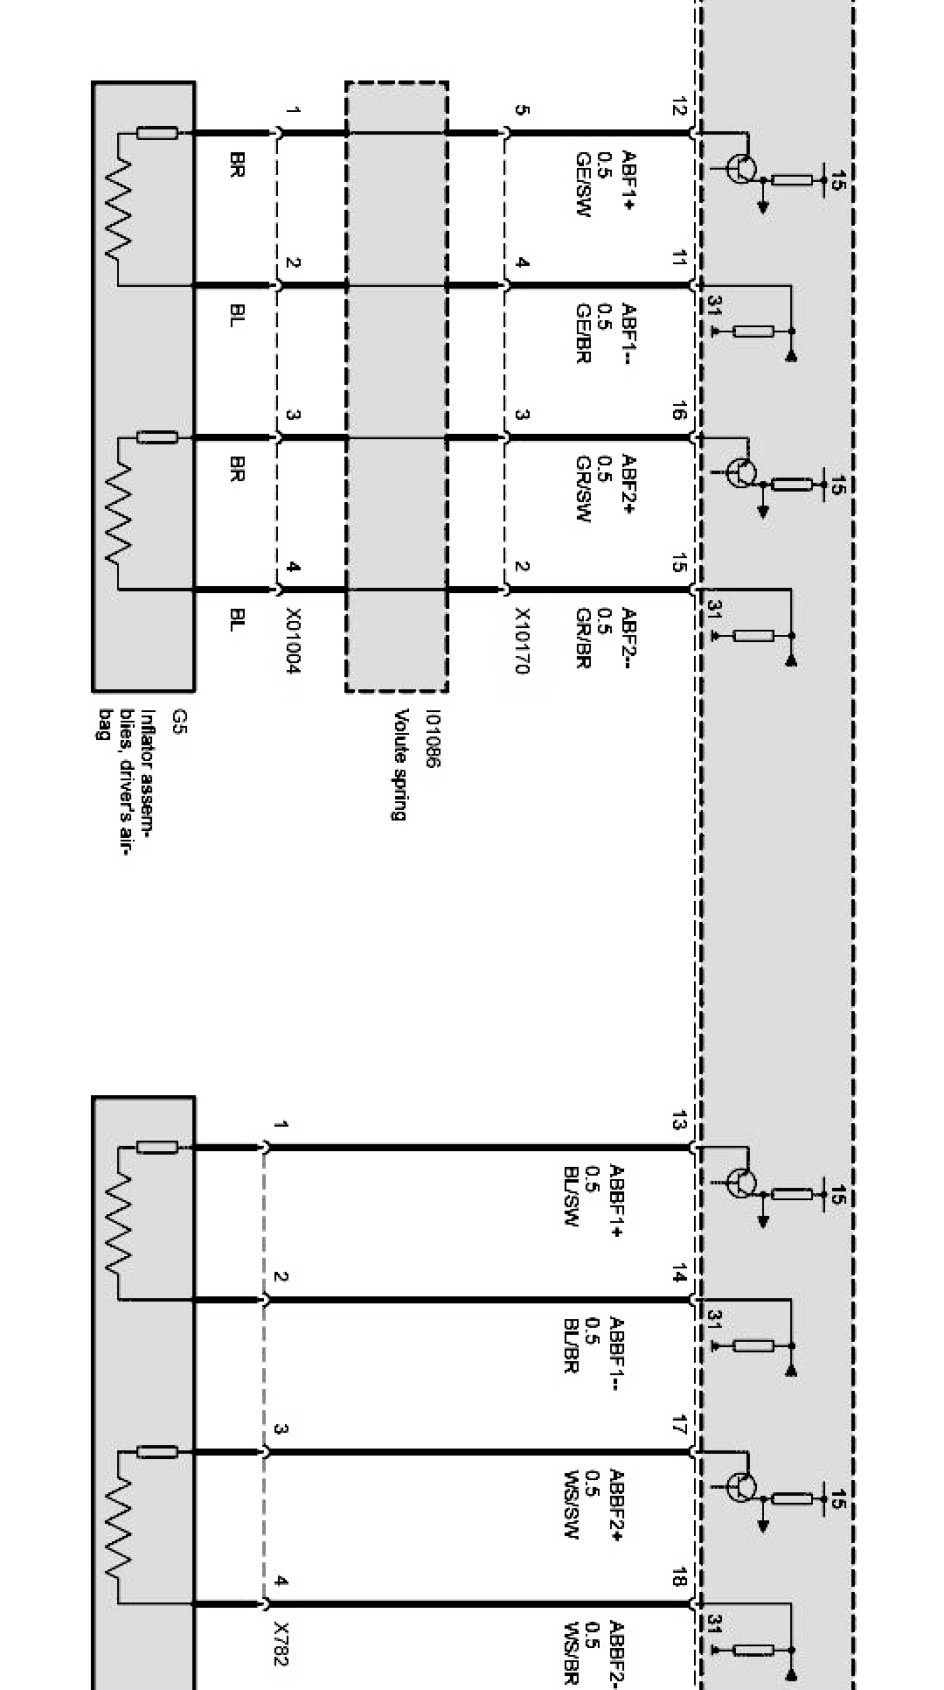 15 15 15 15
31 31 31 31
12 11 16 15 13 14 17 18
ABF1+
0.5
GE/SW
ABF1--
0.5
GE/BR
ABF2+
0.5
GR/SW
ABF2--
0.5
GR/BR
ABBF1+
0.5
BL/SW
ABBF1--
0.5
BL/BR
ABBF2+
0.5
WS/SW
ABBF2-
0.5
WS/BR
5 4 3 2 X10170
I01086
Volute spring
1 2 3 4 X01004
1 2 3 4 X782
BR BL BR BL
G5
Inflator assem-
blies, driver's air-
bag